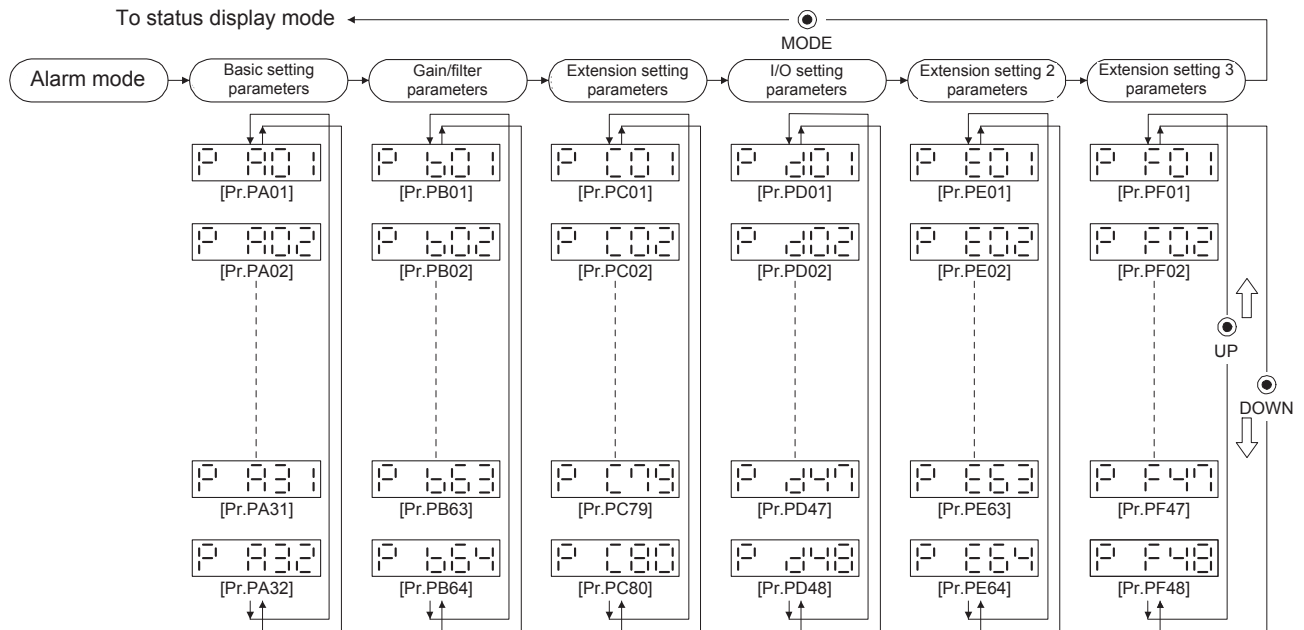 To status display mode
MODE
Alarm mode
Basic setting
parameters
Gain/filter
parameters
Extension setting
parameters
I/O setting
parameters
Extension setting 2
parameters
Extension setting 3
parameters
P A01
P b01
P C01
P d01
P E01
P F01
[Pr.PA01]
[Pr.PB01]
[Pr.PC01]
[Pr.PD01]
[Pr.PE01]
[Pr.PF01]
P A02
P b02
P C02
P d02
P E02
P F02
[Pr.PA02]
[Pr.PB02]
[Pr.PC02]
[Pr.PD02]
[Pr.PE02]
[Pr.PF02]
UP
DOWN
P A31
P b63
P C79
P d47
P E63
P F47
[Pr.PA31]
[Pr.PB63]
[Pr.PC79]
[Pr.PD47]
[Pr.PE63]
[Pr.PF47]
P A32
P b64
P C80
P d48
P E64
P F48
[Pr.PA32]
[Pr.PB64]
[Pr.PC80]
[Pr.PD48]
[Pr.PE64]
[Pr.PF48]